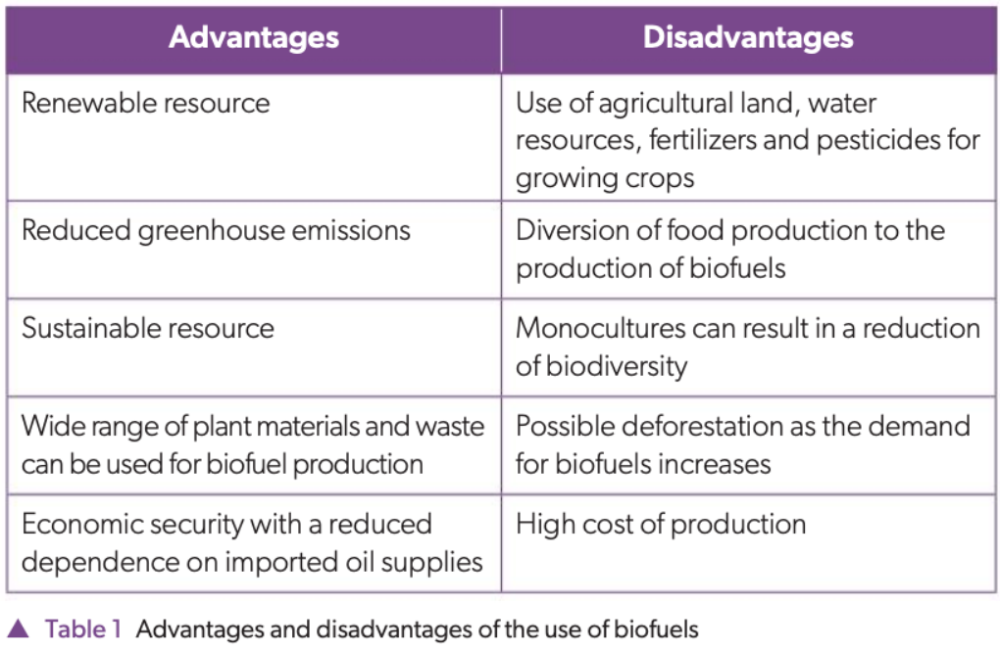 Advantages
Disadvantages
Renewable resource
Use of agricultural land, water
resources, fertilizers and pesticides for
growing crops
Reduced greenhouse emissions
Diversion of food production to the
production of biofuels
Sustainable resource
Monocultures can result in a reduction
of biodiversity
Wide range of plant materials and waste
can be used for biofuel production
Possible deforestation as the demand
for biofuels increases
Economic security with a reduced
dependence on imported oil supplies
High cost of production
▲ Table 1 Advantages and disadvantages of the use of biofuels